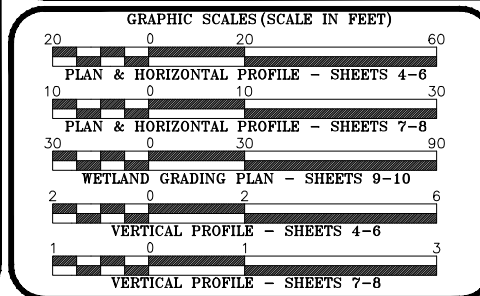 GRAPHIC SCALES (SCALE IN FEET)
20 0 20 60
PLAN & HORIZONTAL PROFILE - SHEETS 4-6
10 0 10 30
PLAN & HORIZONTAL PROFILE - SHEETS 7-8
30 0 30 90
WETLAND GRADING PLAN - SHEETS 9-10
2 0 2 6
VERTICAL PROFILE - SHEETS 4-6
1 0 1 3
VERTICAL PROFILE - SHEETS 7-8